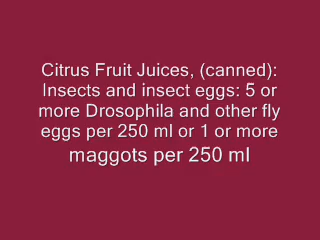 Citrus Fruit Juices, (canned):
Insects and insect eggs: 5 or
more Drosophila and other fly
eggs per 250 ml or 1 or more
maggots per 250 ml